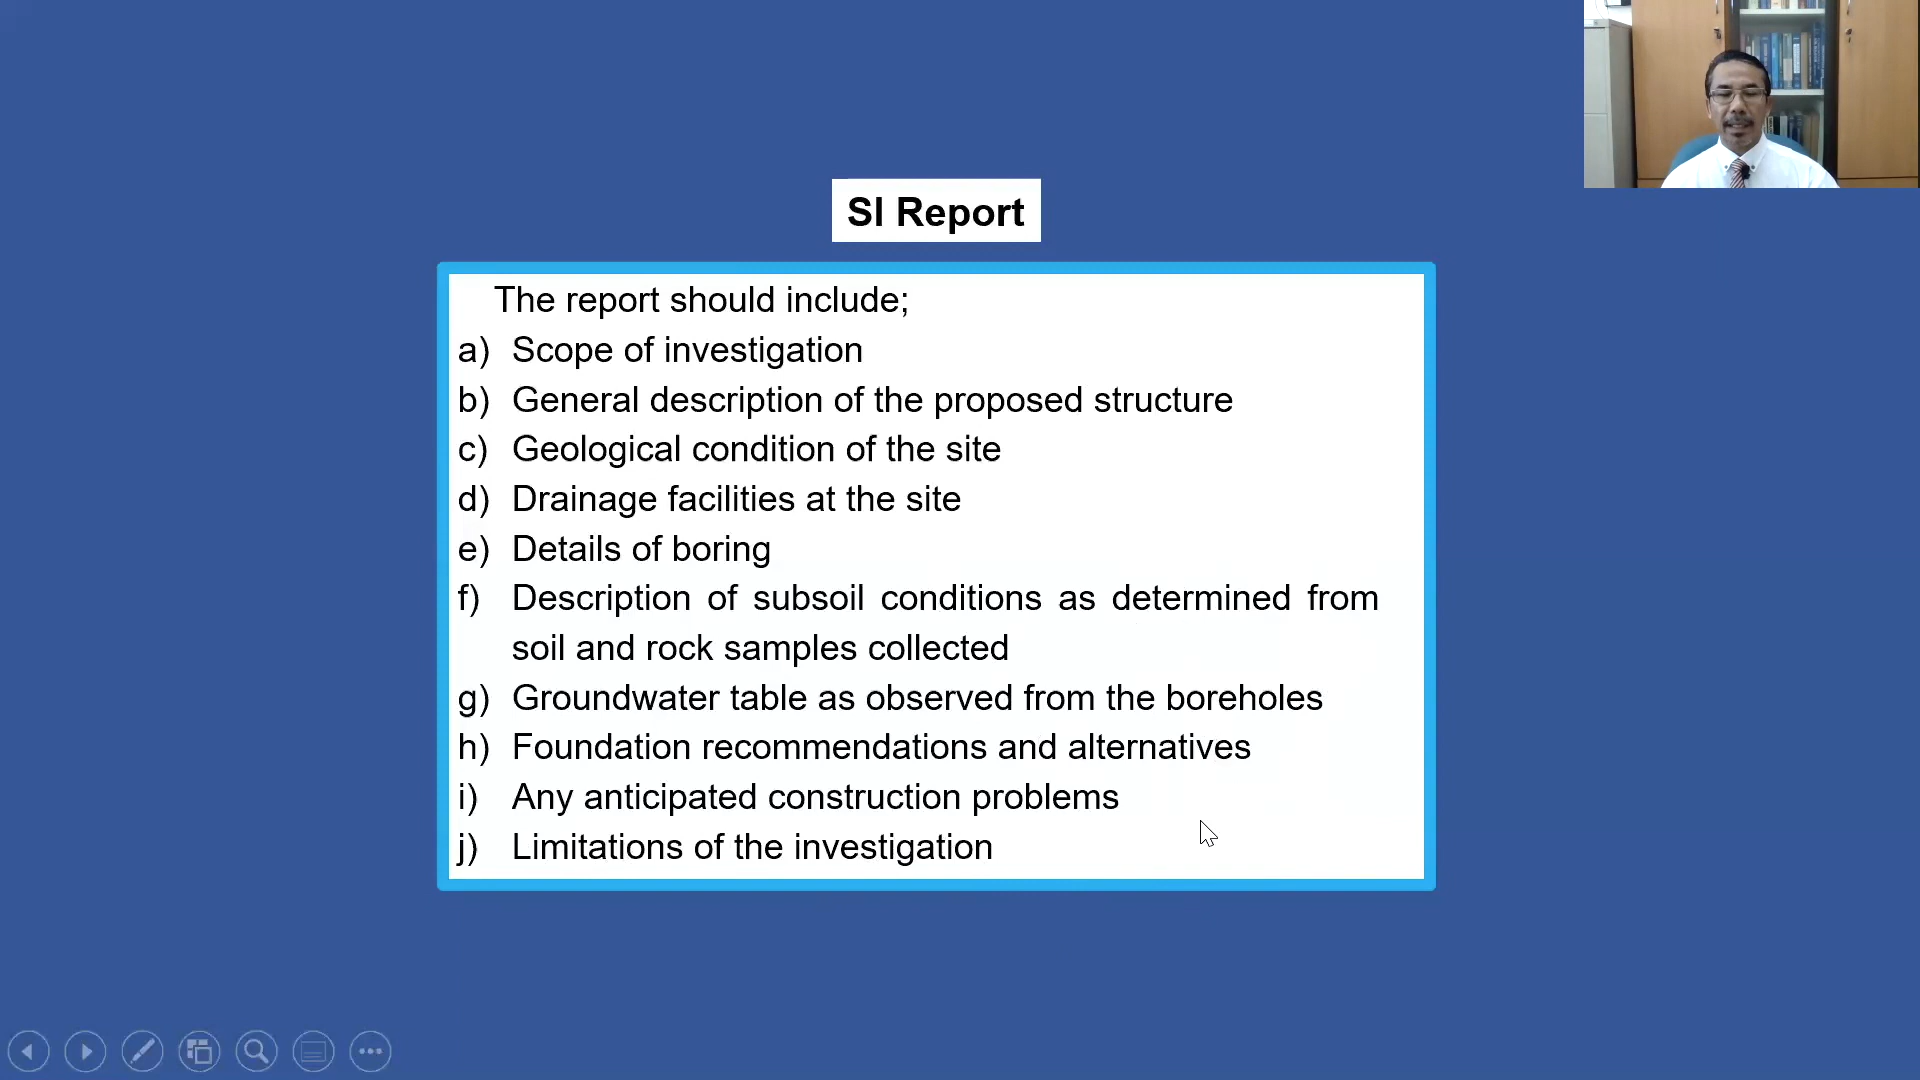 SI Report
The report should include;
a) Scope of investigation
b) General description of the proposed structure
c) Geological condition of the site
d) Drainage facilities at the site
e) Details of boring
f) Description of subsoil conditions as determined from
soil and rock samples collected
g) Groundwater table as observed from the boreholes
h) Foundation recommendations and alternatives
i) Any anticipated construction problems
j) Limitations of the investigation